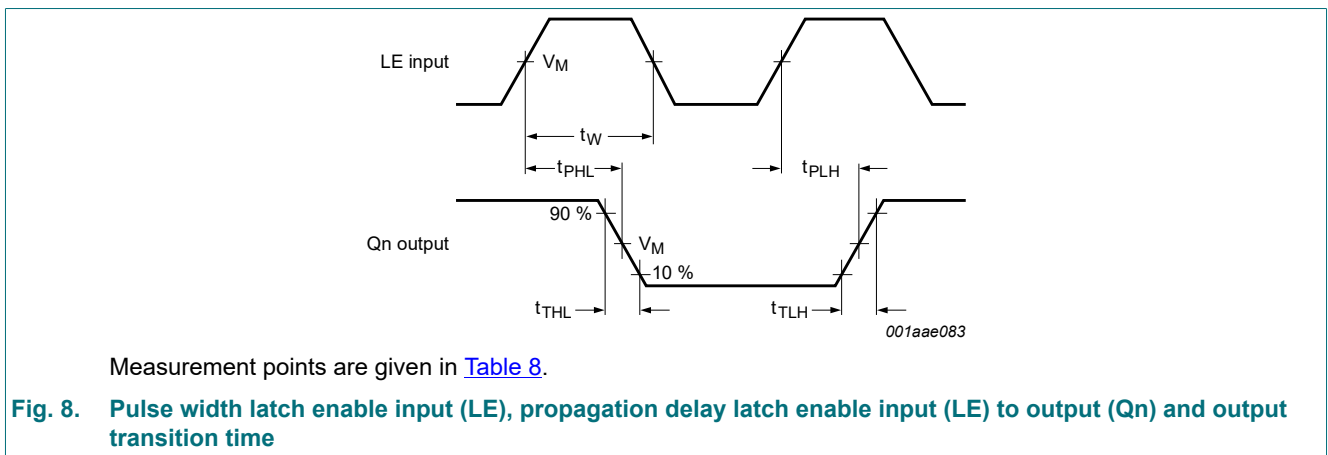 LE input
VM
tW
tPHL
tPLH
90 %
Qn output
VM
10 %
tTHL
tTLH
001aae083
Measurement points are given in Table 8.
Fig. 8. Pulse width latch enable input (LE), propagation delay latch enable input (LE) to output (Qn) and output
transition time